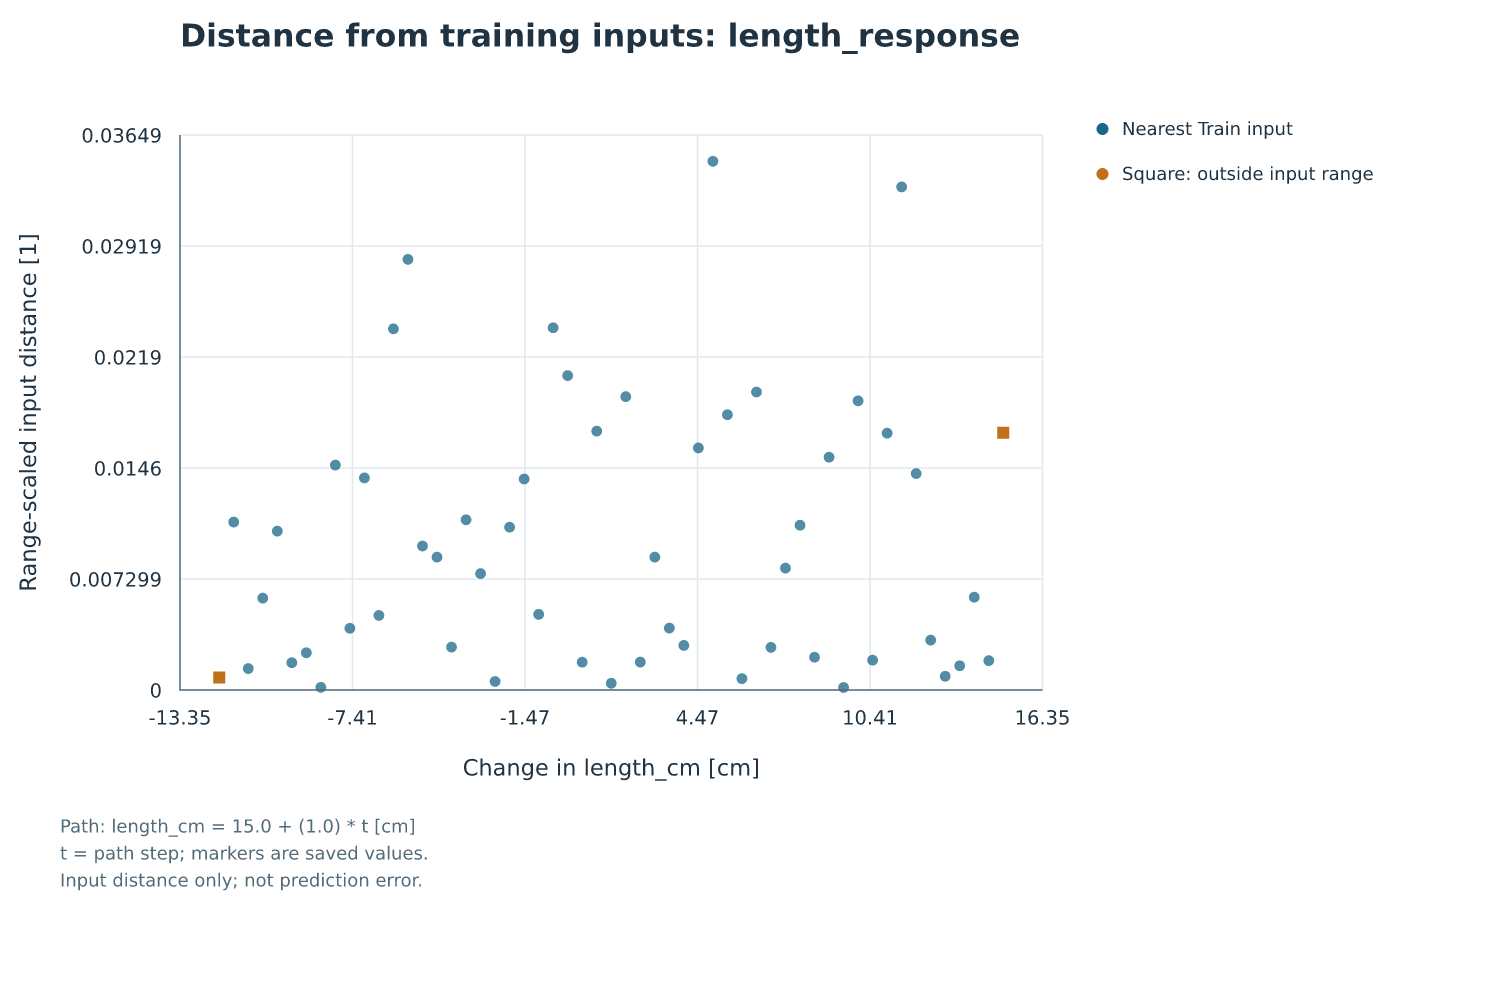 Distance from training inputs: length_response
Nearest Train input
Square: outside input range
Range-scaled input distance [1]
0.03649
0.02919
0.0219
0.0146
0.007299
0
-13.35
-7.41
-1.47
4.47
10.41
16.35
Change in length_cm [cm]
Path: length_cm = 15.0 + (1.0) * t [cm]
t = path step; markers are saved values.
Input distance only; not prediction error.